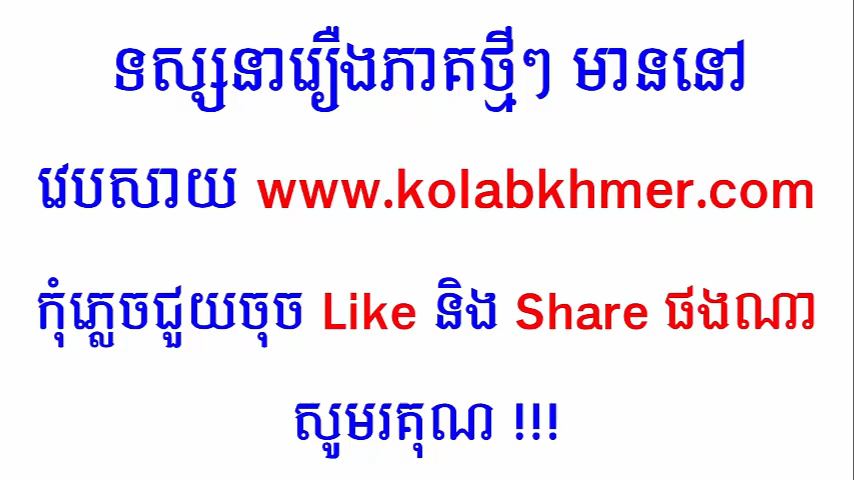 ទស្សនារឿងភាគថ្មីៗ មាននៅ
វេបសាយ www.kolabkhmer.com
កុំភ្លេចជួយចុច Like និង Share ផងណា
សូមរគុណ !!!